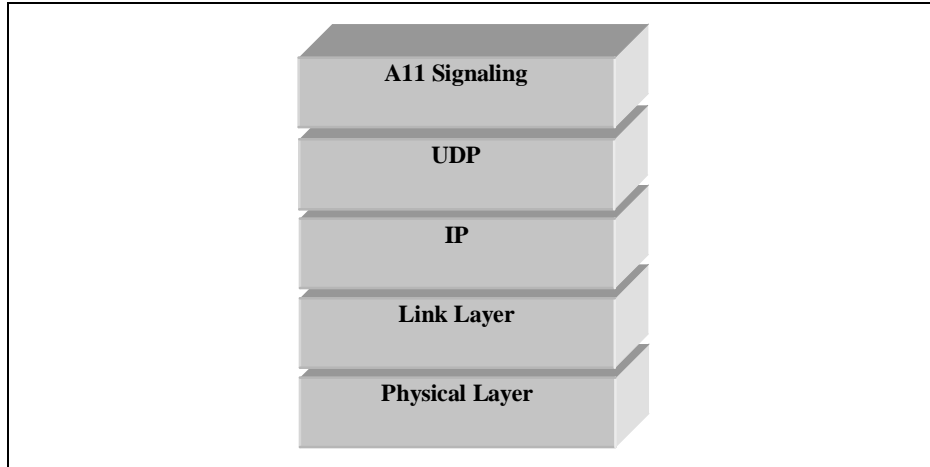 A11 Signaling
UDP
IP
Link Layer
Physical Layer